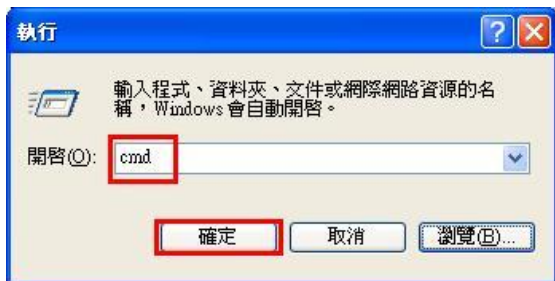 執行
輸入程式、資料夾、文件或網際網路資源的名
稱，Windows 會自動開啓。
開啓(O): cmd
確定 取消 瀏覽(B)...